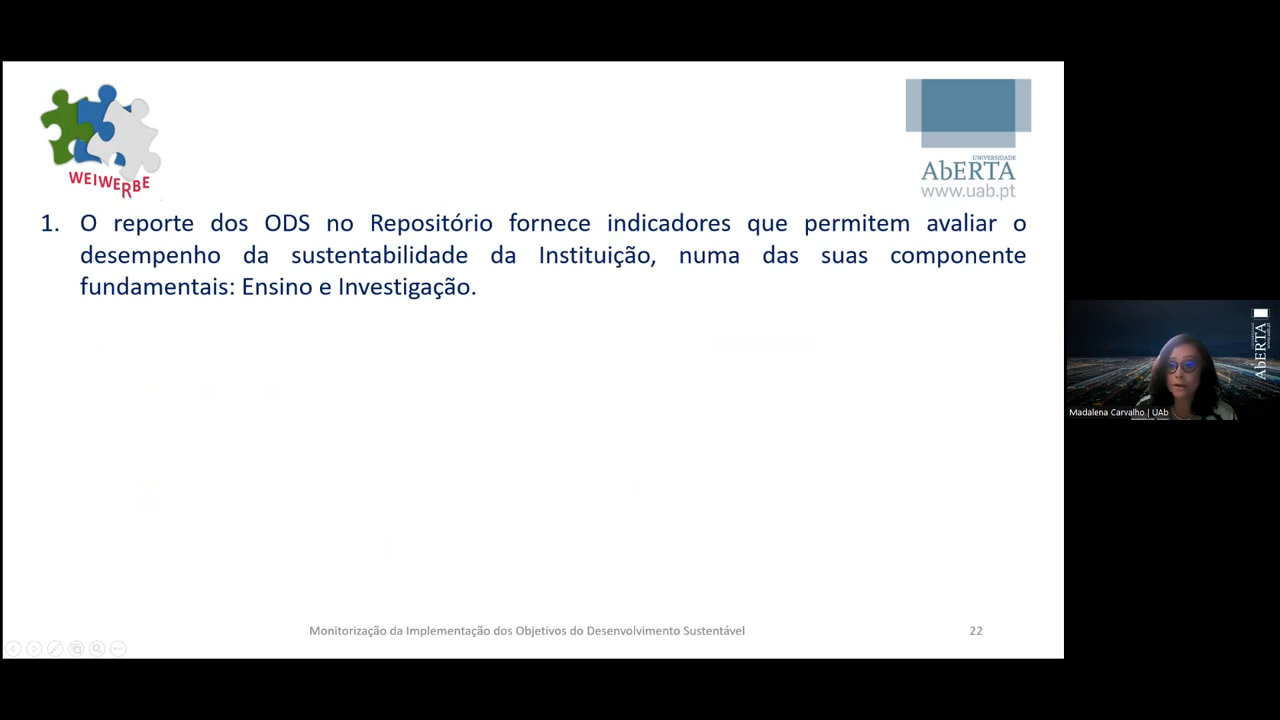 WEIWERBE
UNIVERSIDADE
AbERTA
www.uab.pt
1. O reporte dos ODS no Repositório fornece indicadores que permitem avaliar o
desempenho da sustentabilidade da Instituição, numa das suas componente
fundamentais: Ensino e Investigação.
AbERTA
Madalena Carvalho | UAb
Monitorização da Implementação dos Objetivos do Desenvolvimento Sustentável
22